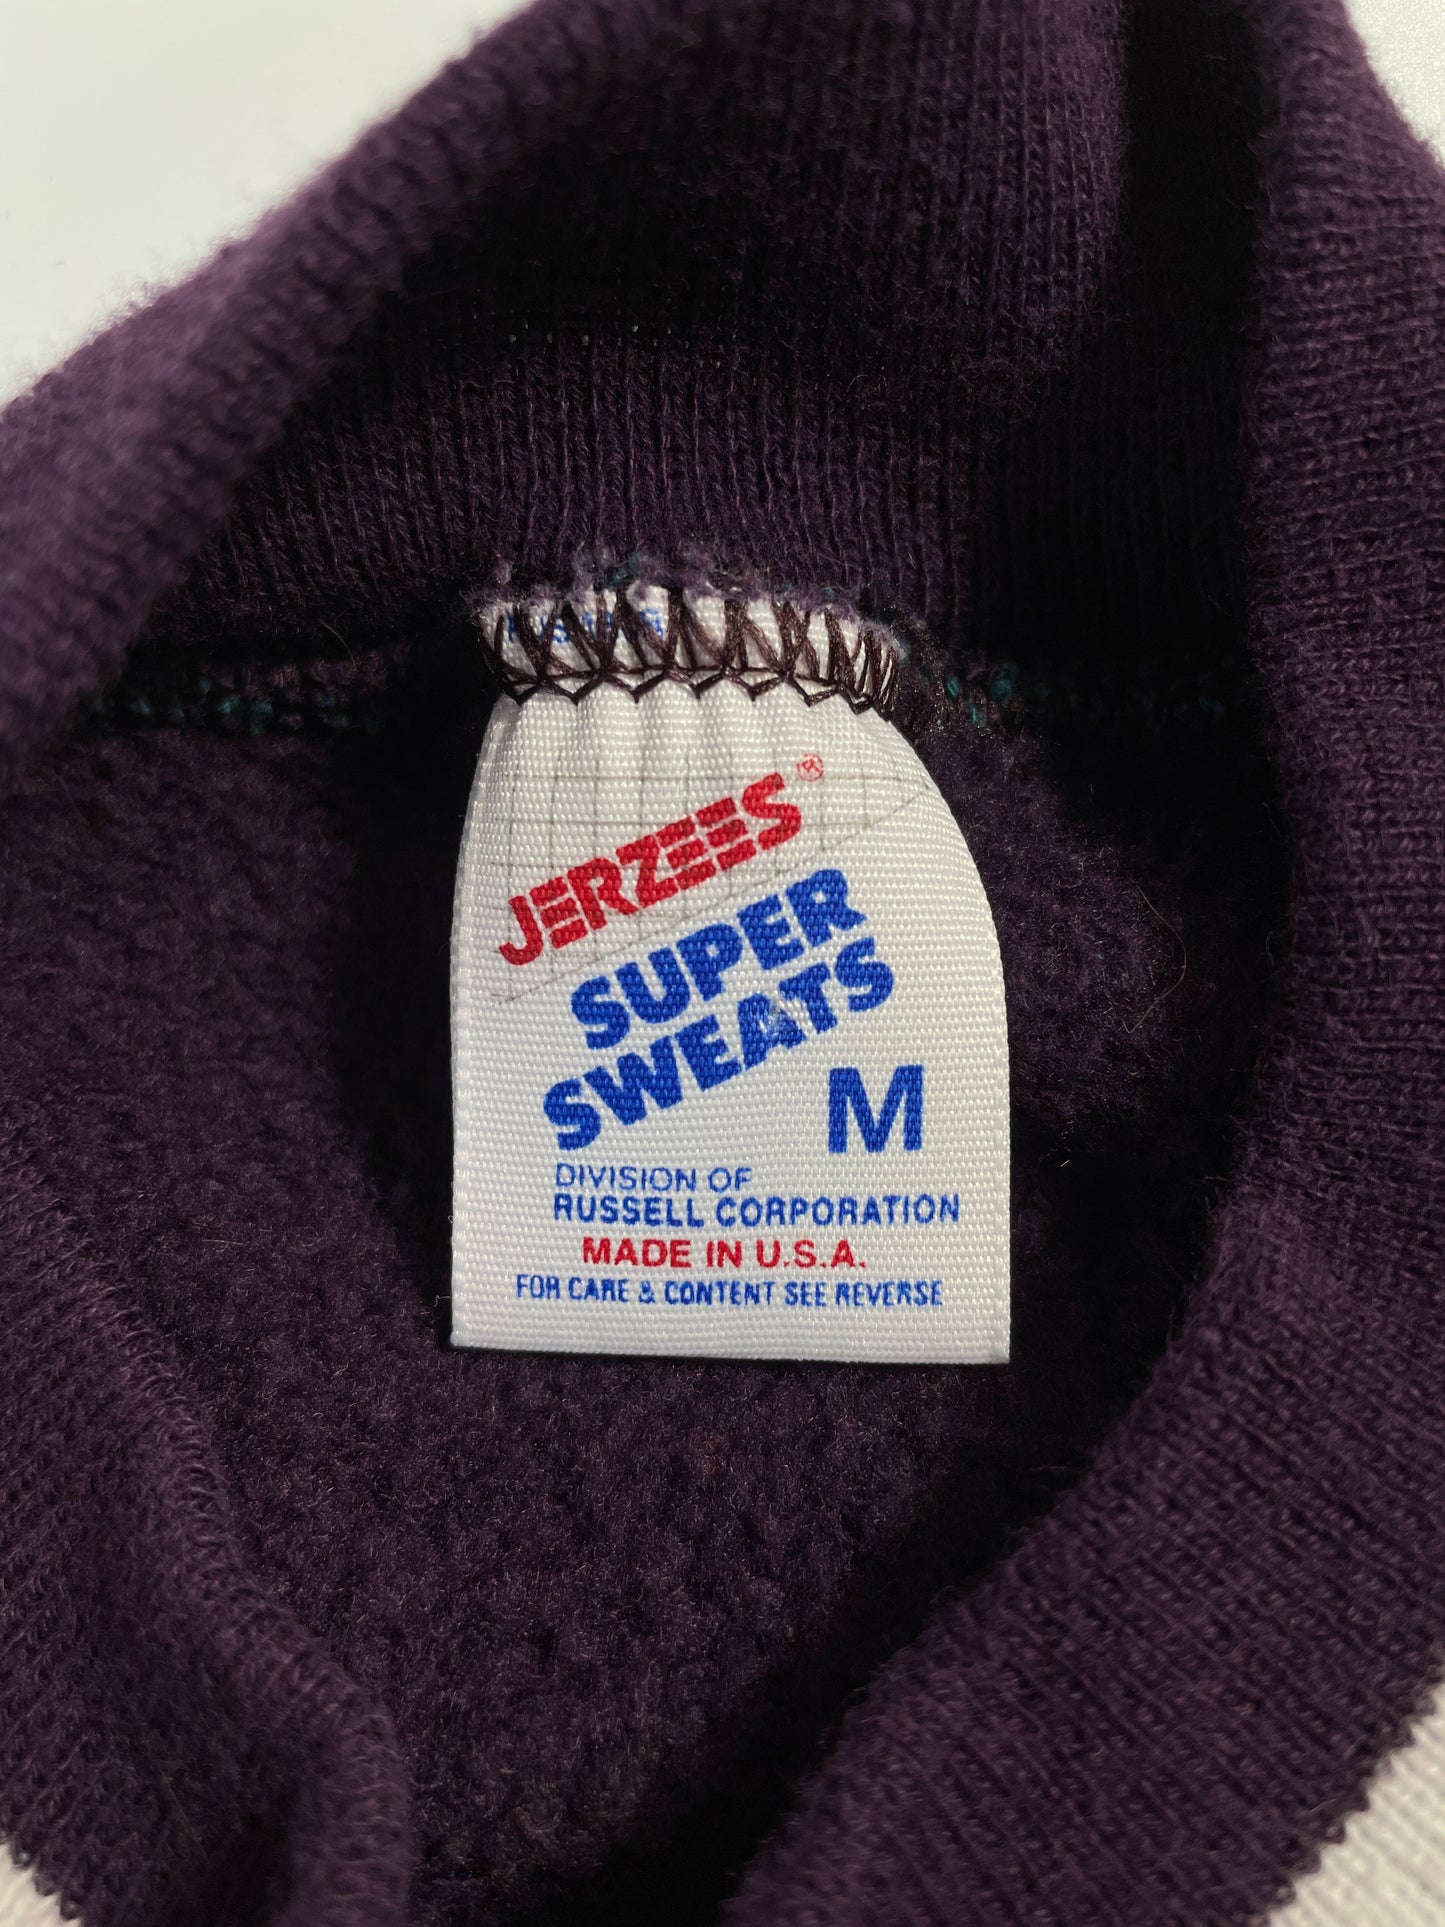 JERZEES®
SUPER
SWEATS
M
DIVISION OF
RUSSELL CORPORATION
MADE IN U.S.A.
FOR CARE & CONTENT SEE REVERSE